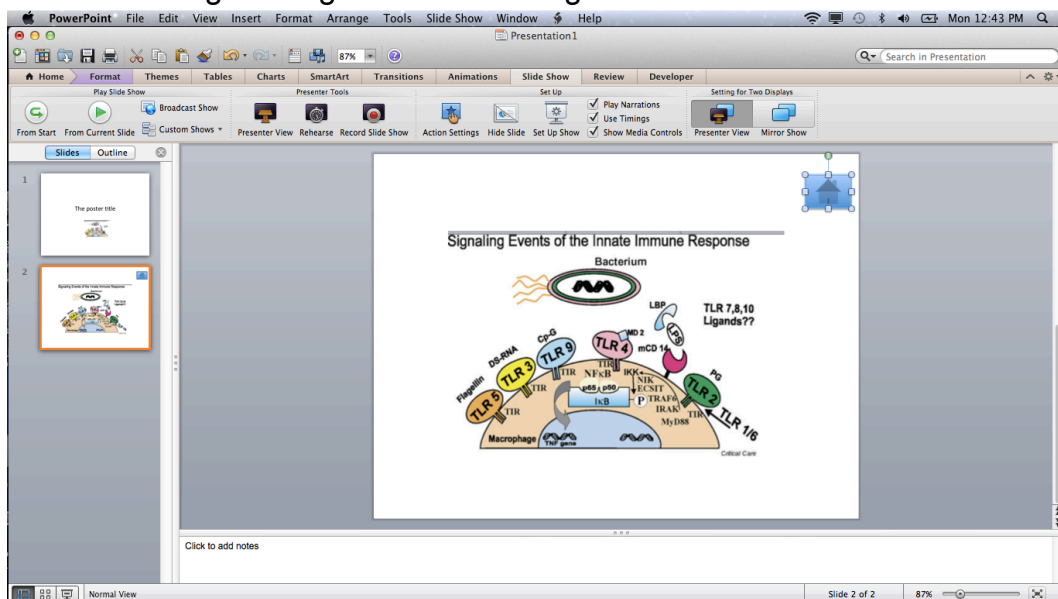 PowerPoint File Edit View Insert Format Arrange Tools Slide Show Window Help Mon 12:43 PM
Presentation1
87%
Search in Presentation
Home Format Themes Tables Charts SmartArt Transitions Animations Slide Show Review Developer
Play Slide Show Presenter Tools Set Up Setting for Two Displays
Broadcast Show
Custom Shows
Play Narrations
Use Timings
Show Media Controls
From Start From Current Slide Presenter View Rehearse Record Slide Show Action Settings Hide Slide Set Up Show Presenter View Mirror Show
Slides Outline
1
The poster title
2
Signaling Events of the Innate Immune Response
Bacterium
LBP
TLR 7,8,10
Ligands??
LPS
Cp-G
MD 2
mCD 14
DS-RNA
TLR 9
TLR 4
TLR 3
TIR
TIR
NFκB
IKK
PG
Flagellin
TIR
NIK
ECSIT
TLR 2
p65 p50
TLR 5
TIR
IκB
P
TRAF6
IRAK
TIR
MyD88
TLR 1/6
Macrophage
TNF gene
Critical Care
Click to add notes
Normal View
Slide 2 of 2
87%